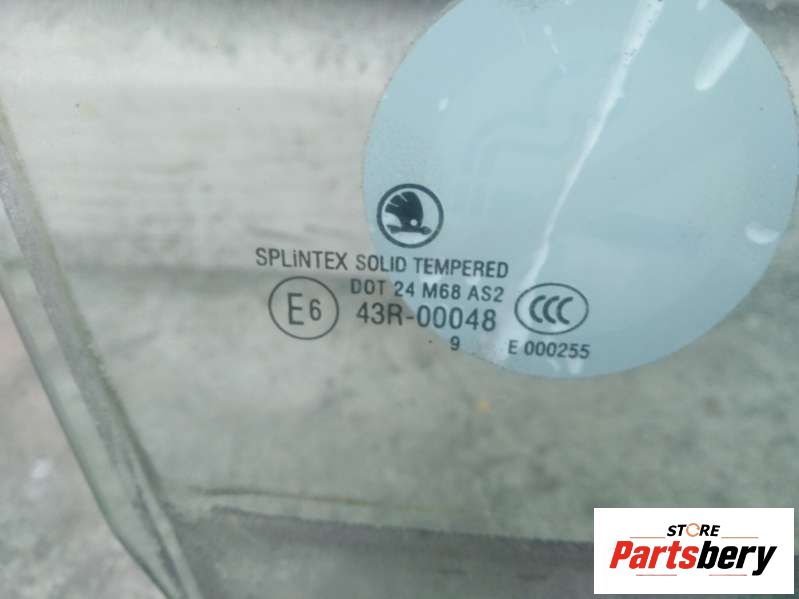 SPLiNTEX SOLID TEMPERED
DOT 24 M68 AS2
E6 43R-00048 CCC
. 9 E 000255
STORE
Partsbery